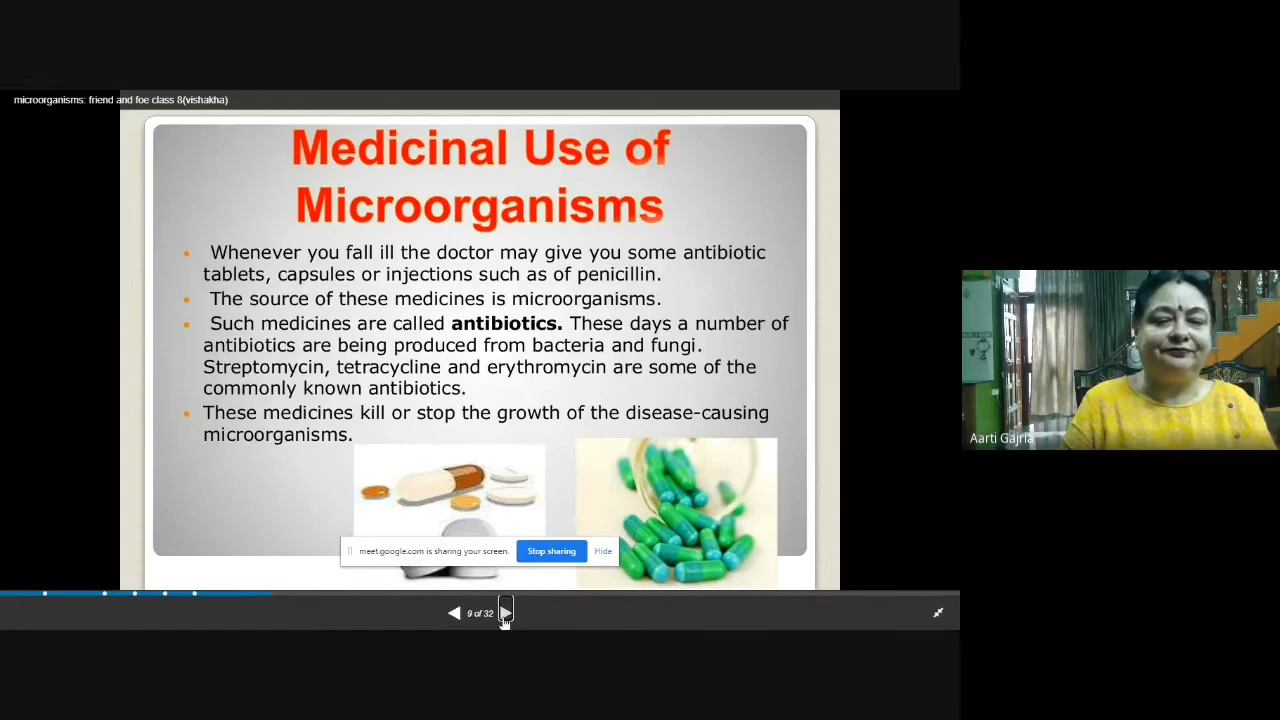 microorganisms: friend and foe class 8(vishakha)
Medicinal Use of
Microorganisms
Whenever you fall ill the doctor may give you some antibiotic
tablets, capsules or injections such as of penicillin.
The source of these medicines is microorganisms.
Such medicines are called antibiotics. These days a number of
antibiotics are being produced from bacteria and fungi.
Streptomycin, tetracycline and erythromycin are some of the
commonly known antibiotics.
These medicines kill or stop the growth of the disease-causing
microorganisms.
meet.google.com is sharing your screen. Stop sharing Hide
9 of 32
Aarti Gajria